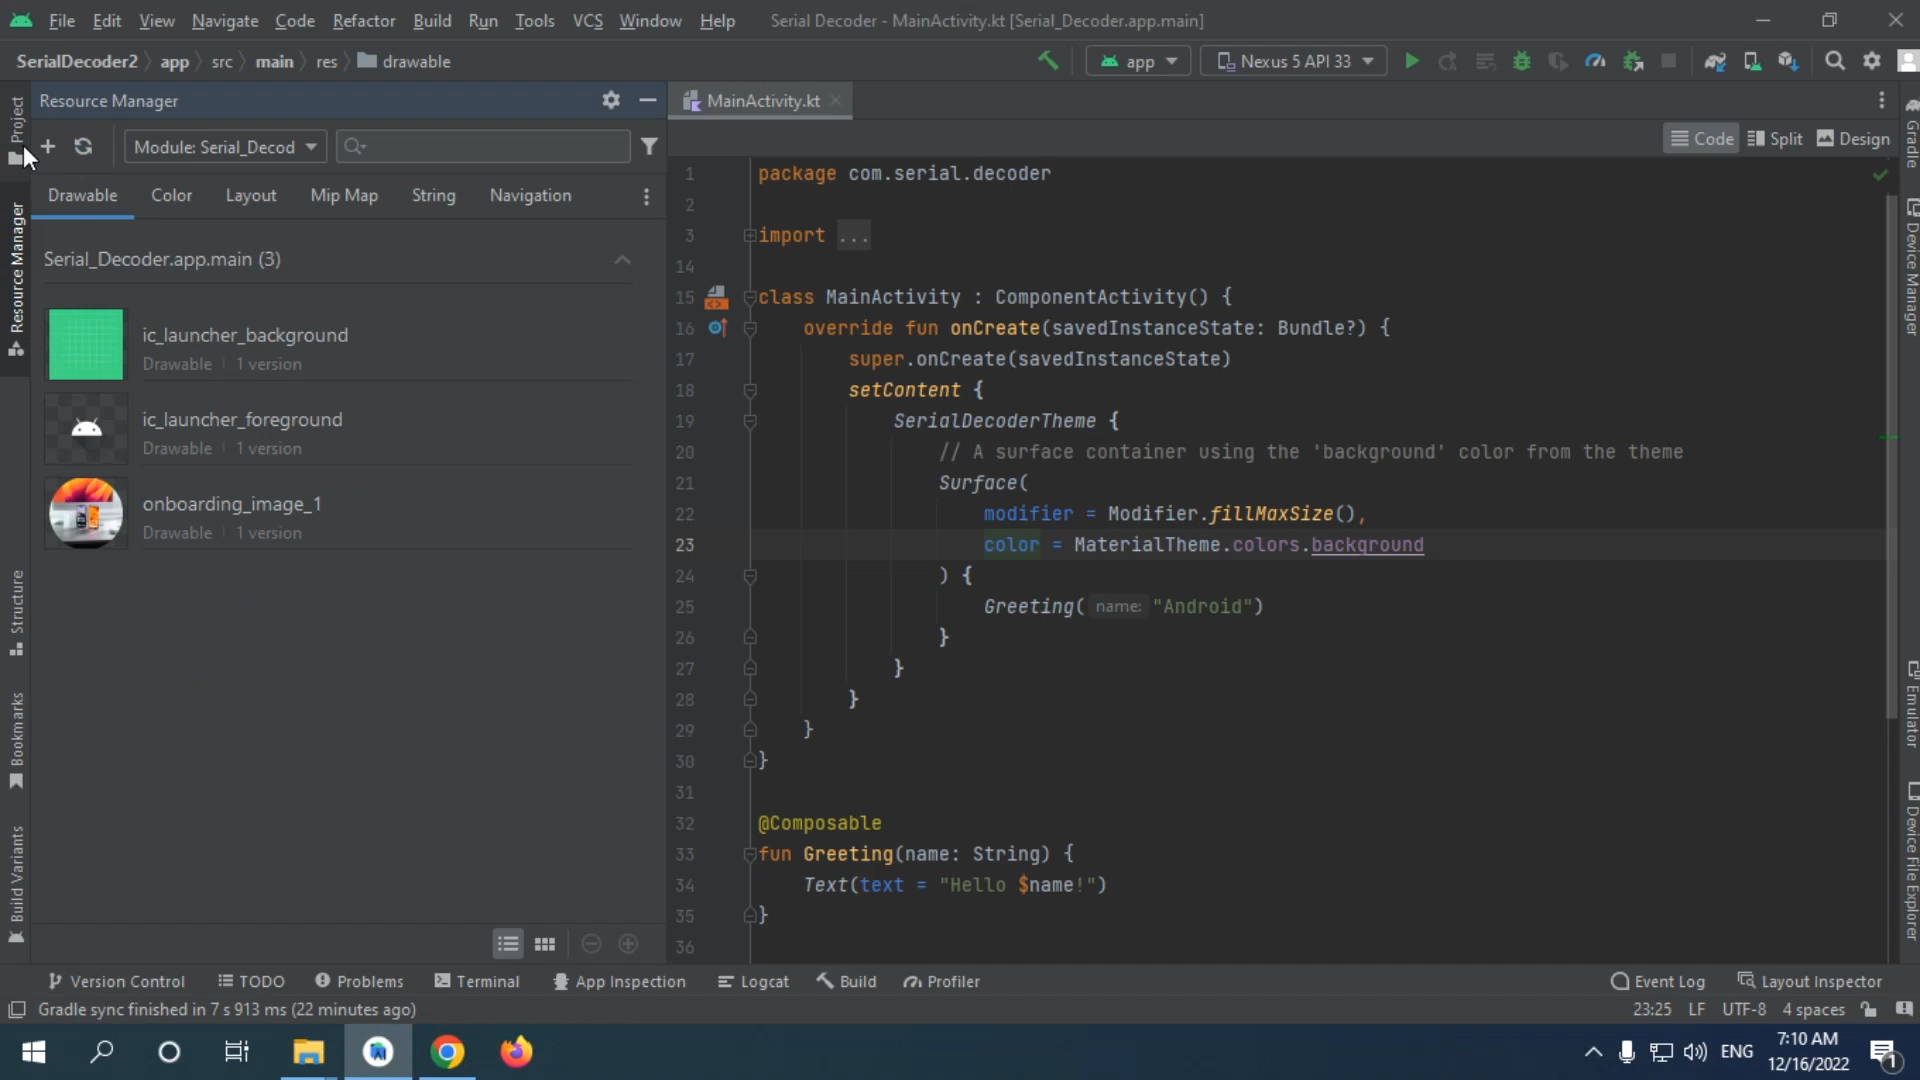 File Edit View Navigate Code Refactor Build Run Tools VCS Window Help Serial Decoder - MainActivity.kt [Serial_Decoder.app.main]
SerialDecoder2 app src main res drawable app Nexus 5 API 33
Resource Manager
MainActivity.kt
Module: Serial_Decod
Code Split Design
Drawable Color Layout Mip Map String Navigation
Serial_Decoder.app.main (3)
ic_launcher_background
Drawable 1 version
ic_launcher_foreground
Drawable 1 version
onboarding_image_1
Drawable 1 version
1 package com.serial.decoder
2
3 import ...
14
15 class MainActivity : ComponentActivity() {
16 override fun onCreate(savedInstanceState: Bundle?) {
17 super.onCreate(savedInstanceState)
18 setContent {
19 SerialDecoderTheme {
20 // A surface container using the 'background' color from the theme
21 Surface(
22 modifier = Modifier.fillMaxSize(),
23 color = MaterialTheme.colors.background
24 ) {
25 Greeting( name: "Android")
26 }
27 }
28 }
29 }
30 }
31
32 @Composable
33 fun Greeting(name: String) {
34 Text(text = "Hello $name!")
35 }
36
Project
Resource Manager
Structure
Bookmarks
Build Variants
Gradle
Device Manager
Emulator
Device File Explorer
Version Control TODO Problems Terminal App Inspection Logcat Build Profiler Event Log Layout Inspector
Gradle sync finished in 7 s 913 ms (22 minutes ago) 23:25 LF UTF-8 4 spaces
ENG
7:10 AM
12/16/2022
1